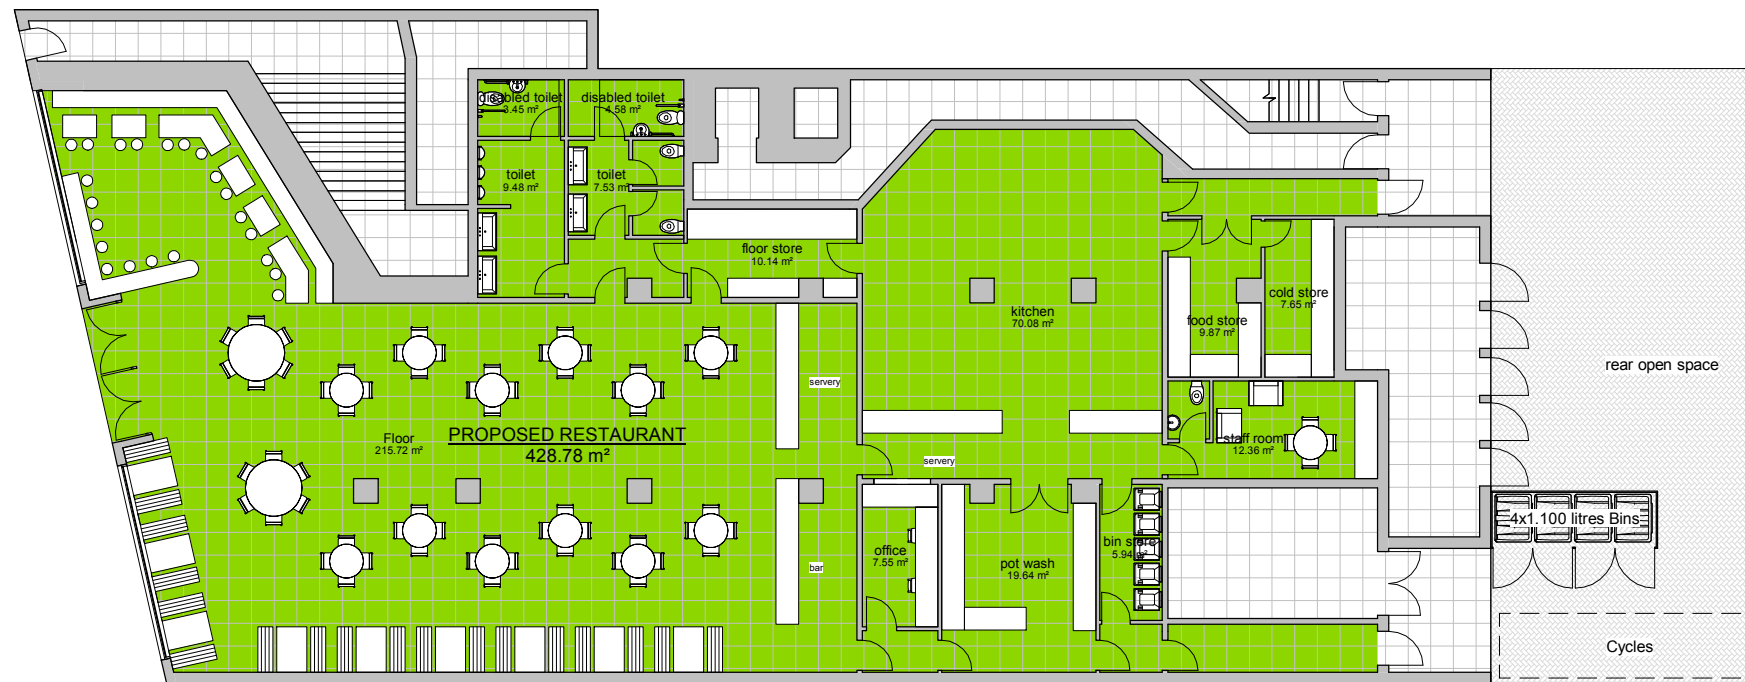 disabled toilet
3.45 m²
disabled toilet
4.58 m²
toilet
9.48 m²
toilet
7.53 m²
floor store
10.14 m²
kitchen
70.08 m²
cold store
7.65 m²
food store
9.87 m²
rear open space
servery
Floor
215.72 m²
PROPOSED RESTAURANT
428.78 m²
staff room
12.36 m²
servery
4x1.100 litres Bins
office
7.55 m²
pot wash
19.64 m²
bin store
5.94 m²
bar
Cycles